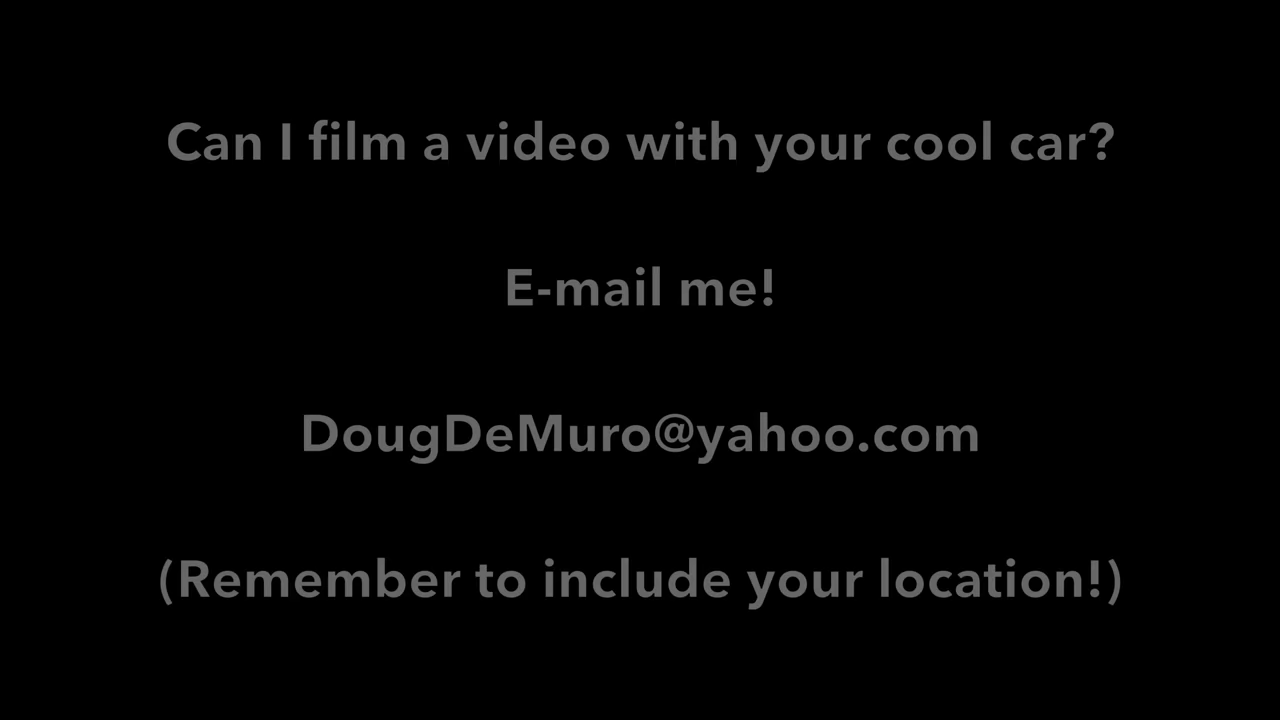 Can I film a video with your cool car?
E-mail me!
DougDeMuro@yahoo.com
(Remember to include your location!)